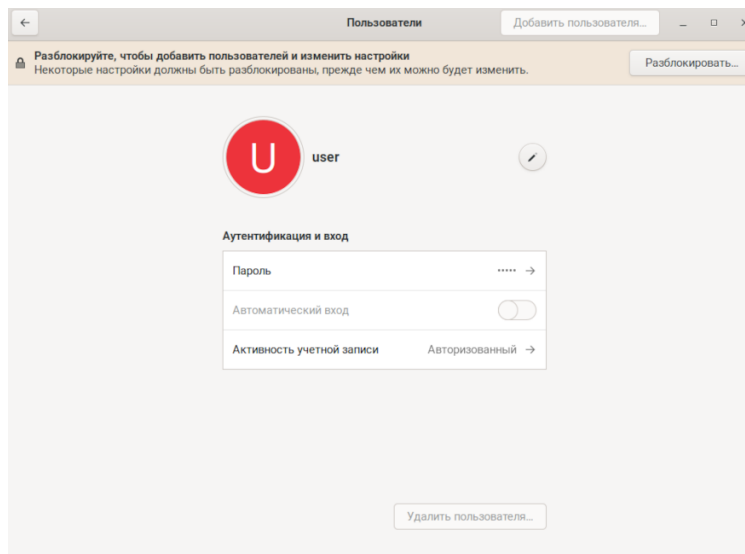 Пользователи
Добавить пользователя...
Разблокируйте, чтобы добавить пользователей и изменить настройки
Некоторые настройки должны быть разблокированы, прежде чем их можно будет изменить.
Разблокировать...
U
user
Аутентификация и вход
Пароль •••••
Автоматический вход
Активность учетной записи Авторизованный
Удалить пользователя...